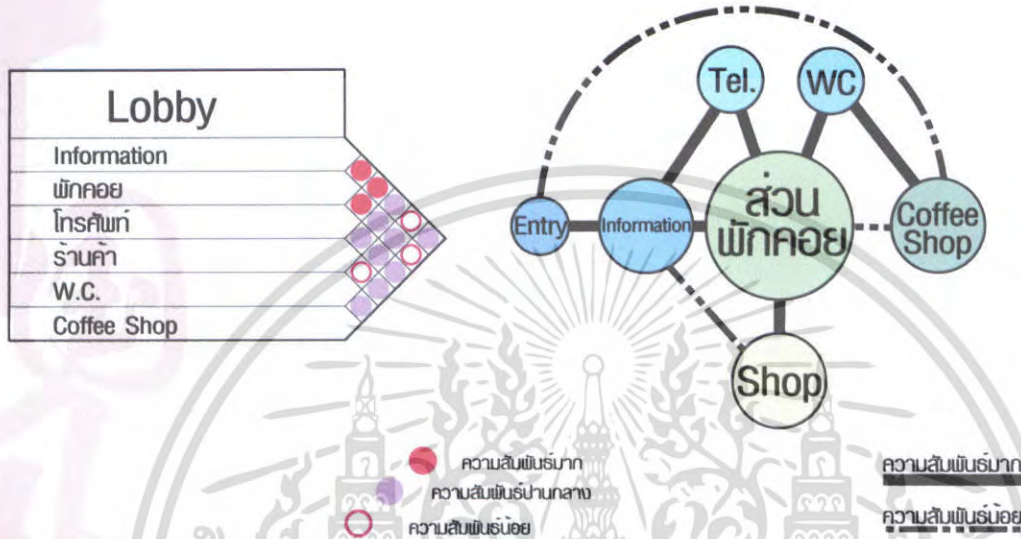 Lobby
Information
พักคอย
โทรศัพท์
ร้านค้า
W.C.
Coffee Shop
Tel.
WC
Entry
Information
ส่วน
พักคอย
Coffee
Shop
Shop
ความสัมพันธ์มาก
ความสัมพันธ์ปานกลาง
ความสัมพันธ์น้อย
ความสัมพันธ์มาก
ความสัมพันธ์น้อย